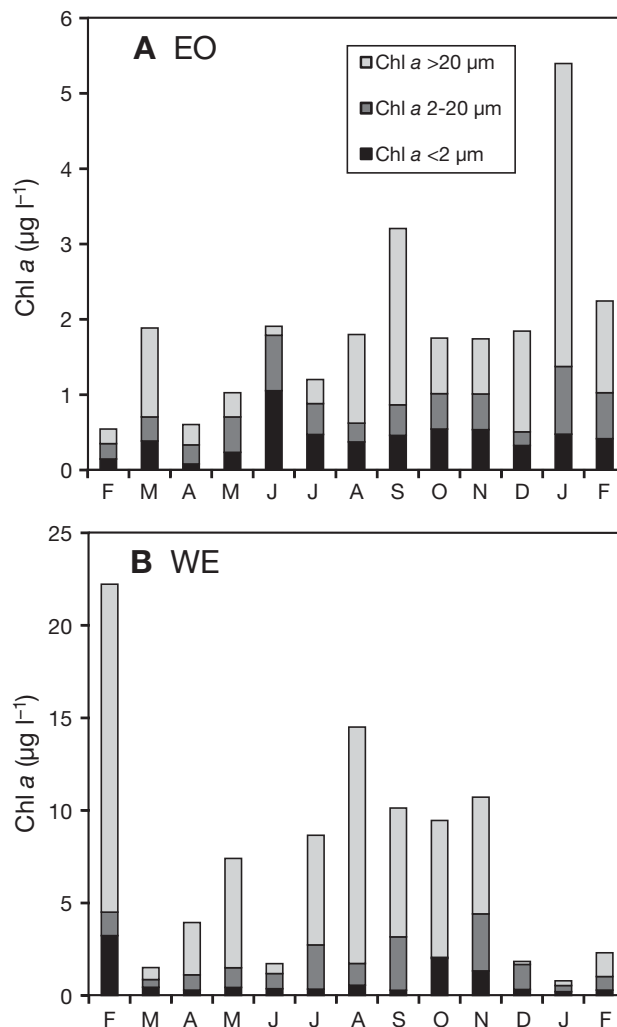 A EO
Chl a >20 µm
Chl a 2-20 µm
Chl a <2 µm
Chl a (µg l⁻¹)
6
5
4
3
2
1
0
F M A M J J A S O N D J F
B WE
Chl a (µg l⁻¹)
25
20
15
10
5
0
F M A M J J A S O N D J F